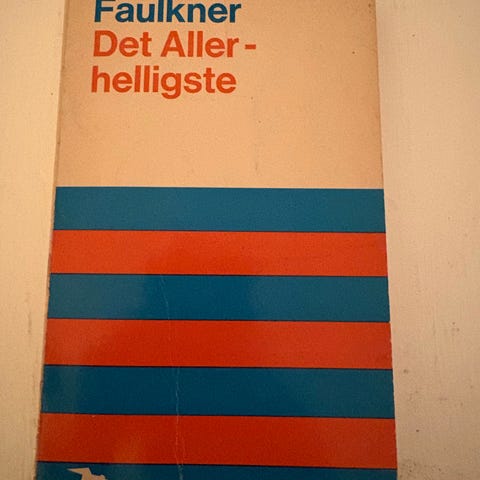 Faulkner
Det Aller-
helligste